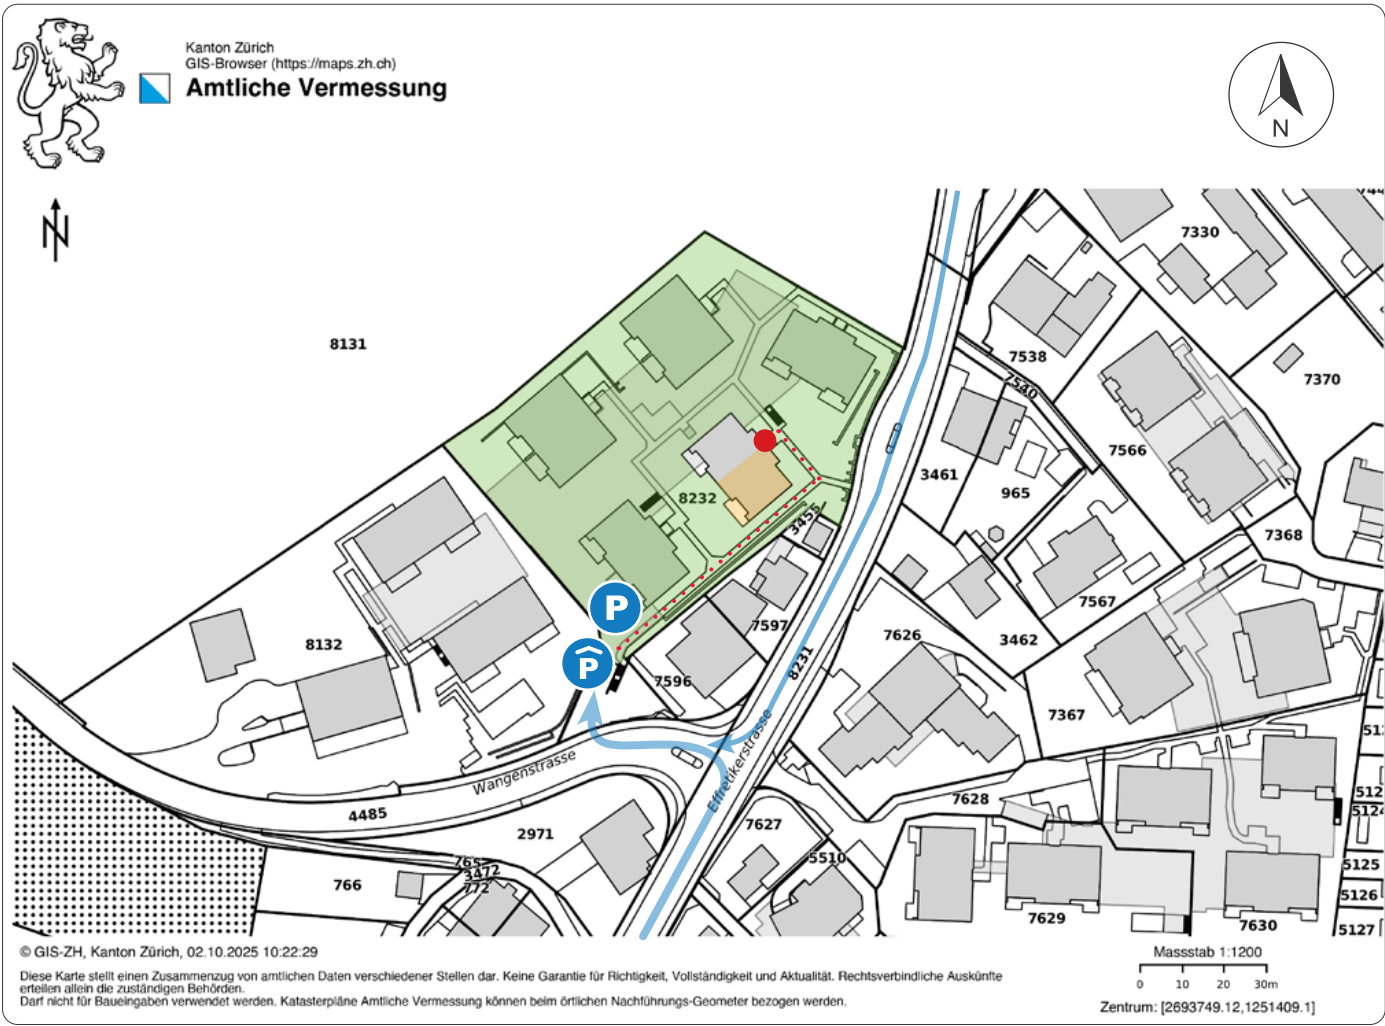 Kanton Zürich
GIS-Browser (https://maps.zh.ch)
Amtliche Vermessung
N
N
7330
8131
7538
7540
7370
7566
3461
965
8232
3455
7368
7567
P
7597
7626
3462
8132
P
8231
7596
7367
Effretikerstrasse
Wangenstrasse
7628
4485
7627
2971
5510
765
3472
772
766
5125
5126
7629
7630
5127
© GIS-ZH, Kanton Zürich, 02.10.2025 10:22:29
Massstab 1:1200
0 10 20 30m
Diese Karte stellt einen Zusammenzug von amtlichen Daten verschiedener Stellen dar. Keine Garantie für Richtigkeit, Vollständigkeit und Aktualität. Rechtsverbindliche Auskünfte
erteilen allein die zuständigen Behörden.
Darf nicht für Baueingaben verwendet werden. Katasterpläne Amtliche Vermessung können beim örtlichen Nachführungs-Geometer bezogen werden.
Zentrum: [2693749.12,1251409.1]